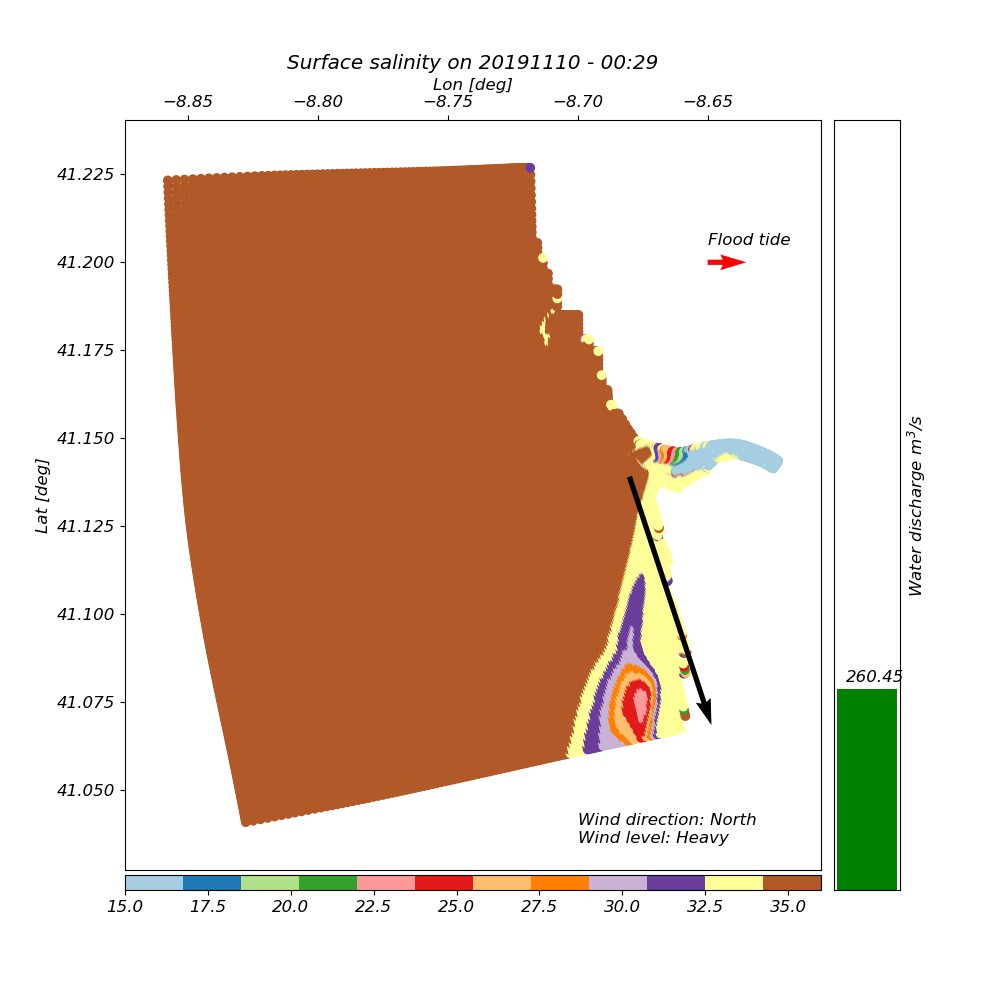 Surface salinity on 20191110 - 00:29
Lon [deg]
−8.85 −8.80 −8.75 −8.70 −8.65
41.225
41.200
41.175
41.150
41.125
41.100
41.075
41.050
Lat [deg]
Flood tide
Wind direction: North
Wind level: Heavy
15.0 17.5 20.0 22.5 25.0 27.5 30.0 32.5 35.0
260.45
Water discharge m³/s